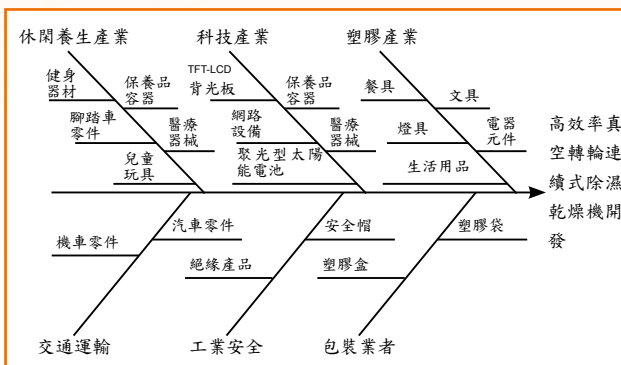 休閒養生產業
科技產業
塑膠產業
健身
器材
保養品
容器
腳踏車
零件
醫療
器械
兒童
玩具
TFT-LCD
背光板
保養品
容器
網路
設備
醫療
器械
聚光型太陽
能電池
餐具
文具
燈具
電器
元件
生活用品
高效率真
空轉輪連
續式除濕
乾燥機開
發
汽車零件
機車零件
安全帽
絕緣產品
塑膠袋
塑膠盒
交通運輸
工業安全
包裝業者